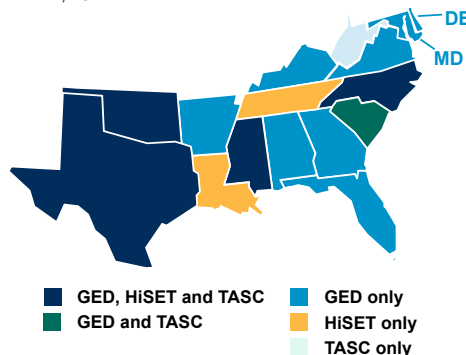 DE
MD
GED, HiSET and TASC
GED only
GED and TASC
HiSET only
TASC only